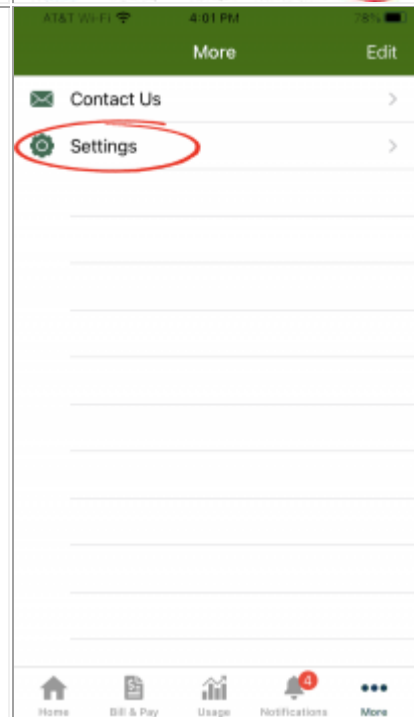 AT&T Wi-Fi 4:01 PM 78%
More Edit
Contact Us
Settings
4
Home Bill & Pay Usage Notifications More